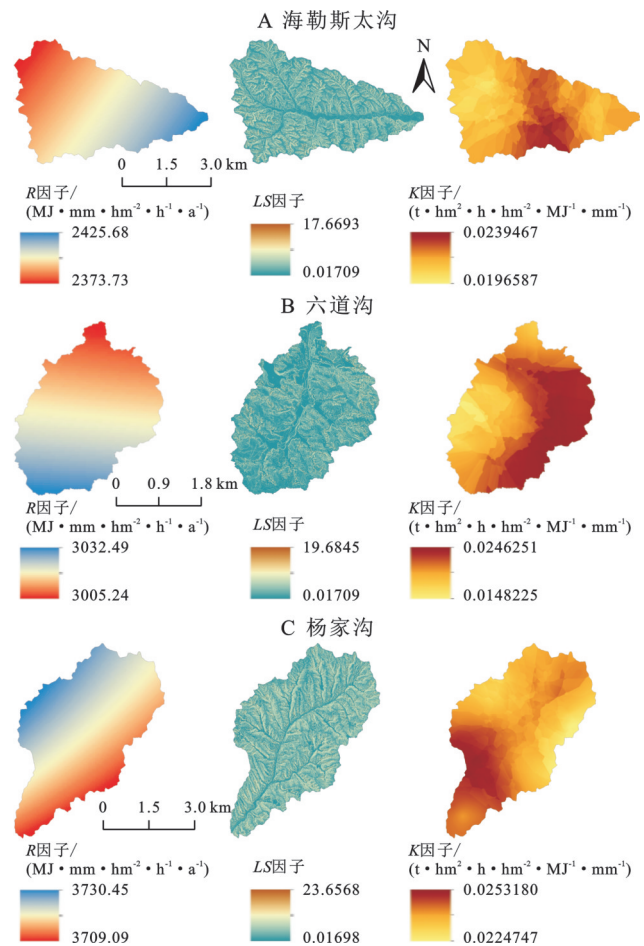 A 海勒斯太沟
N
0 1.5 3.0 km
R因子/
(MJ·mm·hm⁻²·h⁻¹·a⁻¹)
2425.68
2373.73
LS因子
17.6693
0.01709
K因子/
(t·hm²·h·hm⁻²·MJ⁻¹·mm⁻¹)
0.0239467
0.0196587
B 六道沟
0 0.9 1.8 km
R因子/
(MJ·mm·hm⁻²·h⁻¹·a⁻¹)
3032.49
3005.24
LS因子
19.6845
0.01709
K因子/
(t·hm²·h·hm⁻²·MJ⁻¹·mm⁻¹)
0.0246251
0.0148225
C 杨家沟
0 1.5 3.0 km
R因子/
(MJ·mm·hm⁻²·h⁻¹·a⁻¹)
3730.45
3709.09
LS因子
23.6568
0.01698
K因子/
(t·hm²·h·hm⁻²·MJ⁻¹·mm⁻¹)
0.0253180
0.0224747